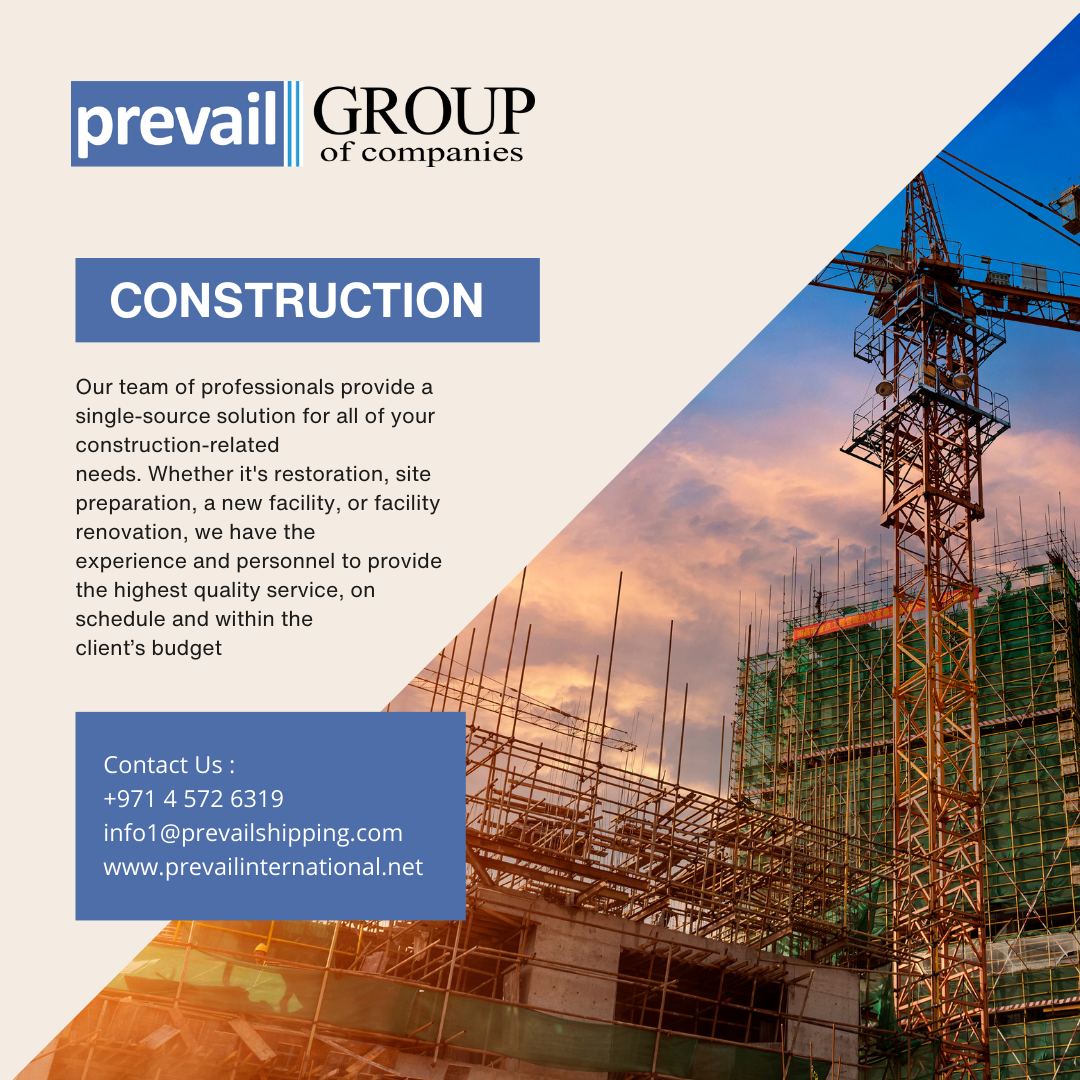 prevail GROUP
of companies
CONSTRUCTION
Our team of professionals provide a
single-source solution for all of your
construction-related
needs. Whether it's restoration, site
preparation, a new facility, or facility
renovation, we have the
experience and personnel to provide
the highest quality service, on
schedule and within the
client’s budget
Contact Us :
+971 4 572 6319
info1@prevailshipping.com
www.prevailinternational.net